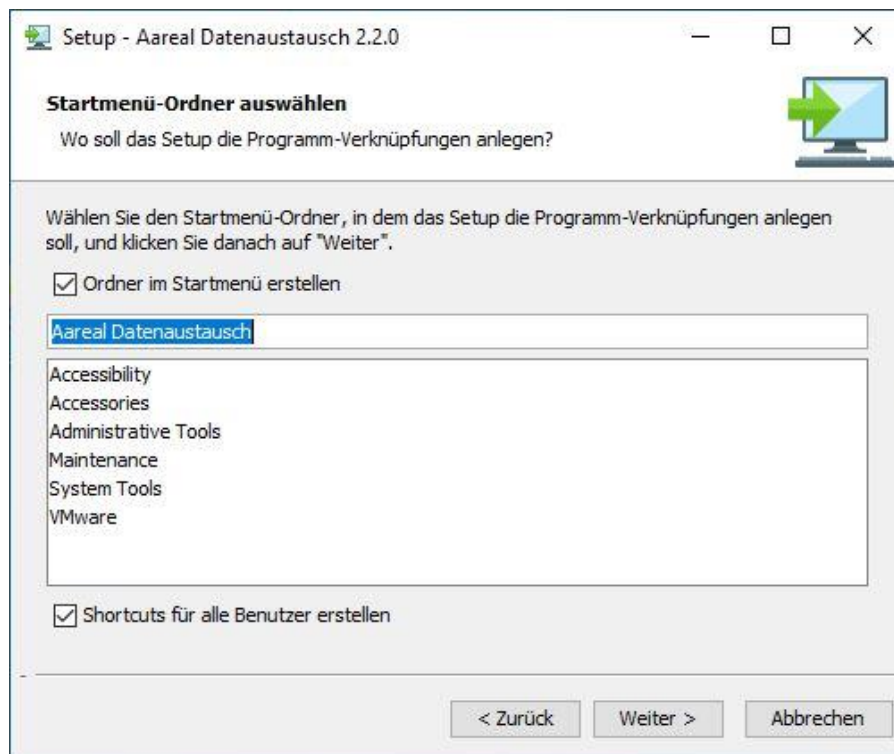 Setup - Aareal Datenaustausch 2.2.0
Startmenü-Ordner auswählen
Wo soll das Setup die Programm-Verknüpfungen anlegen?
Wählen Sie den Startmenü-Ordner, in dem das Setup die Programm-Verknüpfungen anlegen
soll, und klicken Sie danach auf "Weiter".
Ordner im Startmenü erstellen
Aareal Datenaustausch
Accessibility
Accessories
Administrative Tools
Maintenance
System Tools
VMware
Shortcuts für alle Benutzer erstellen
< Zurück Weiter > Abbrechen